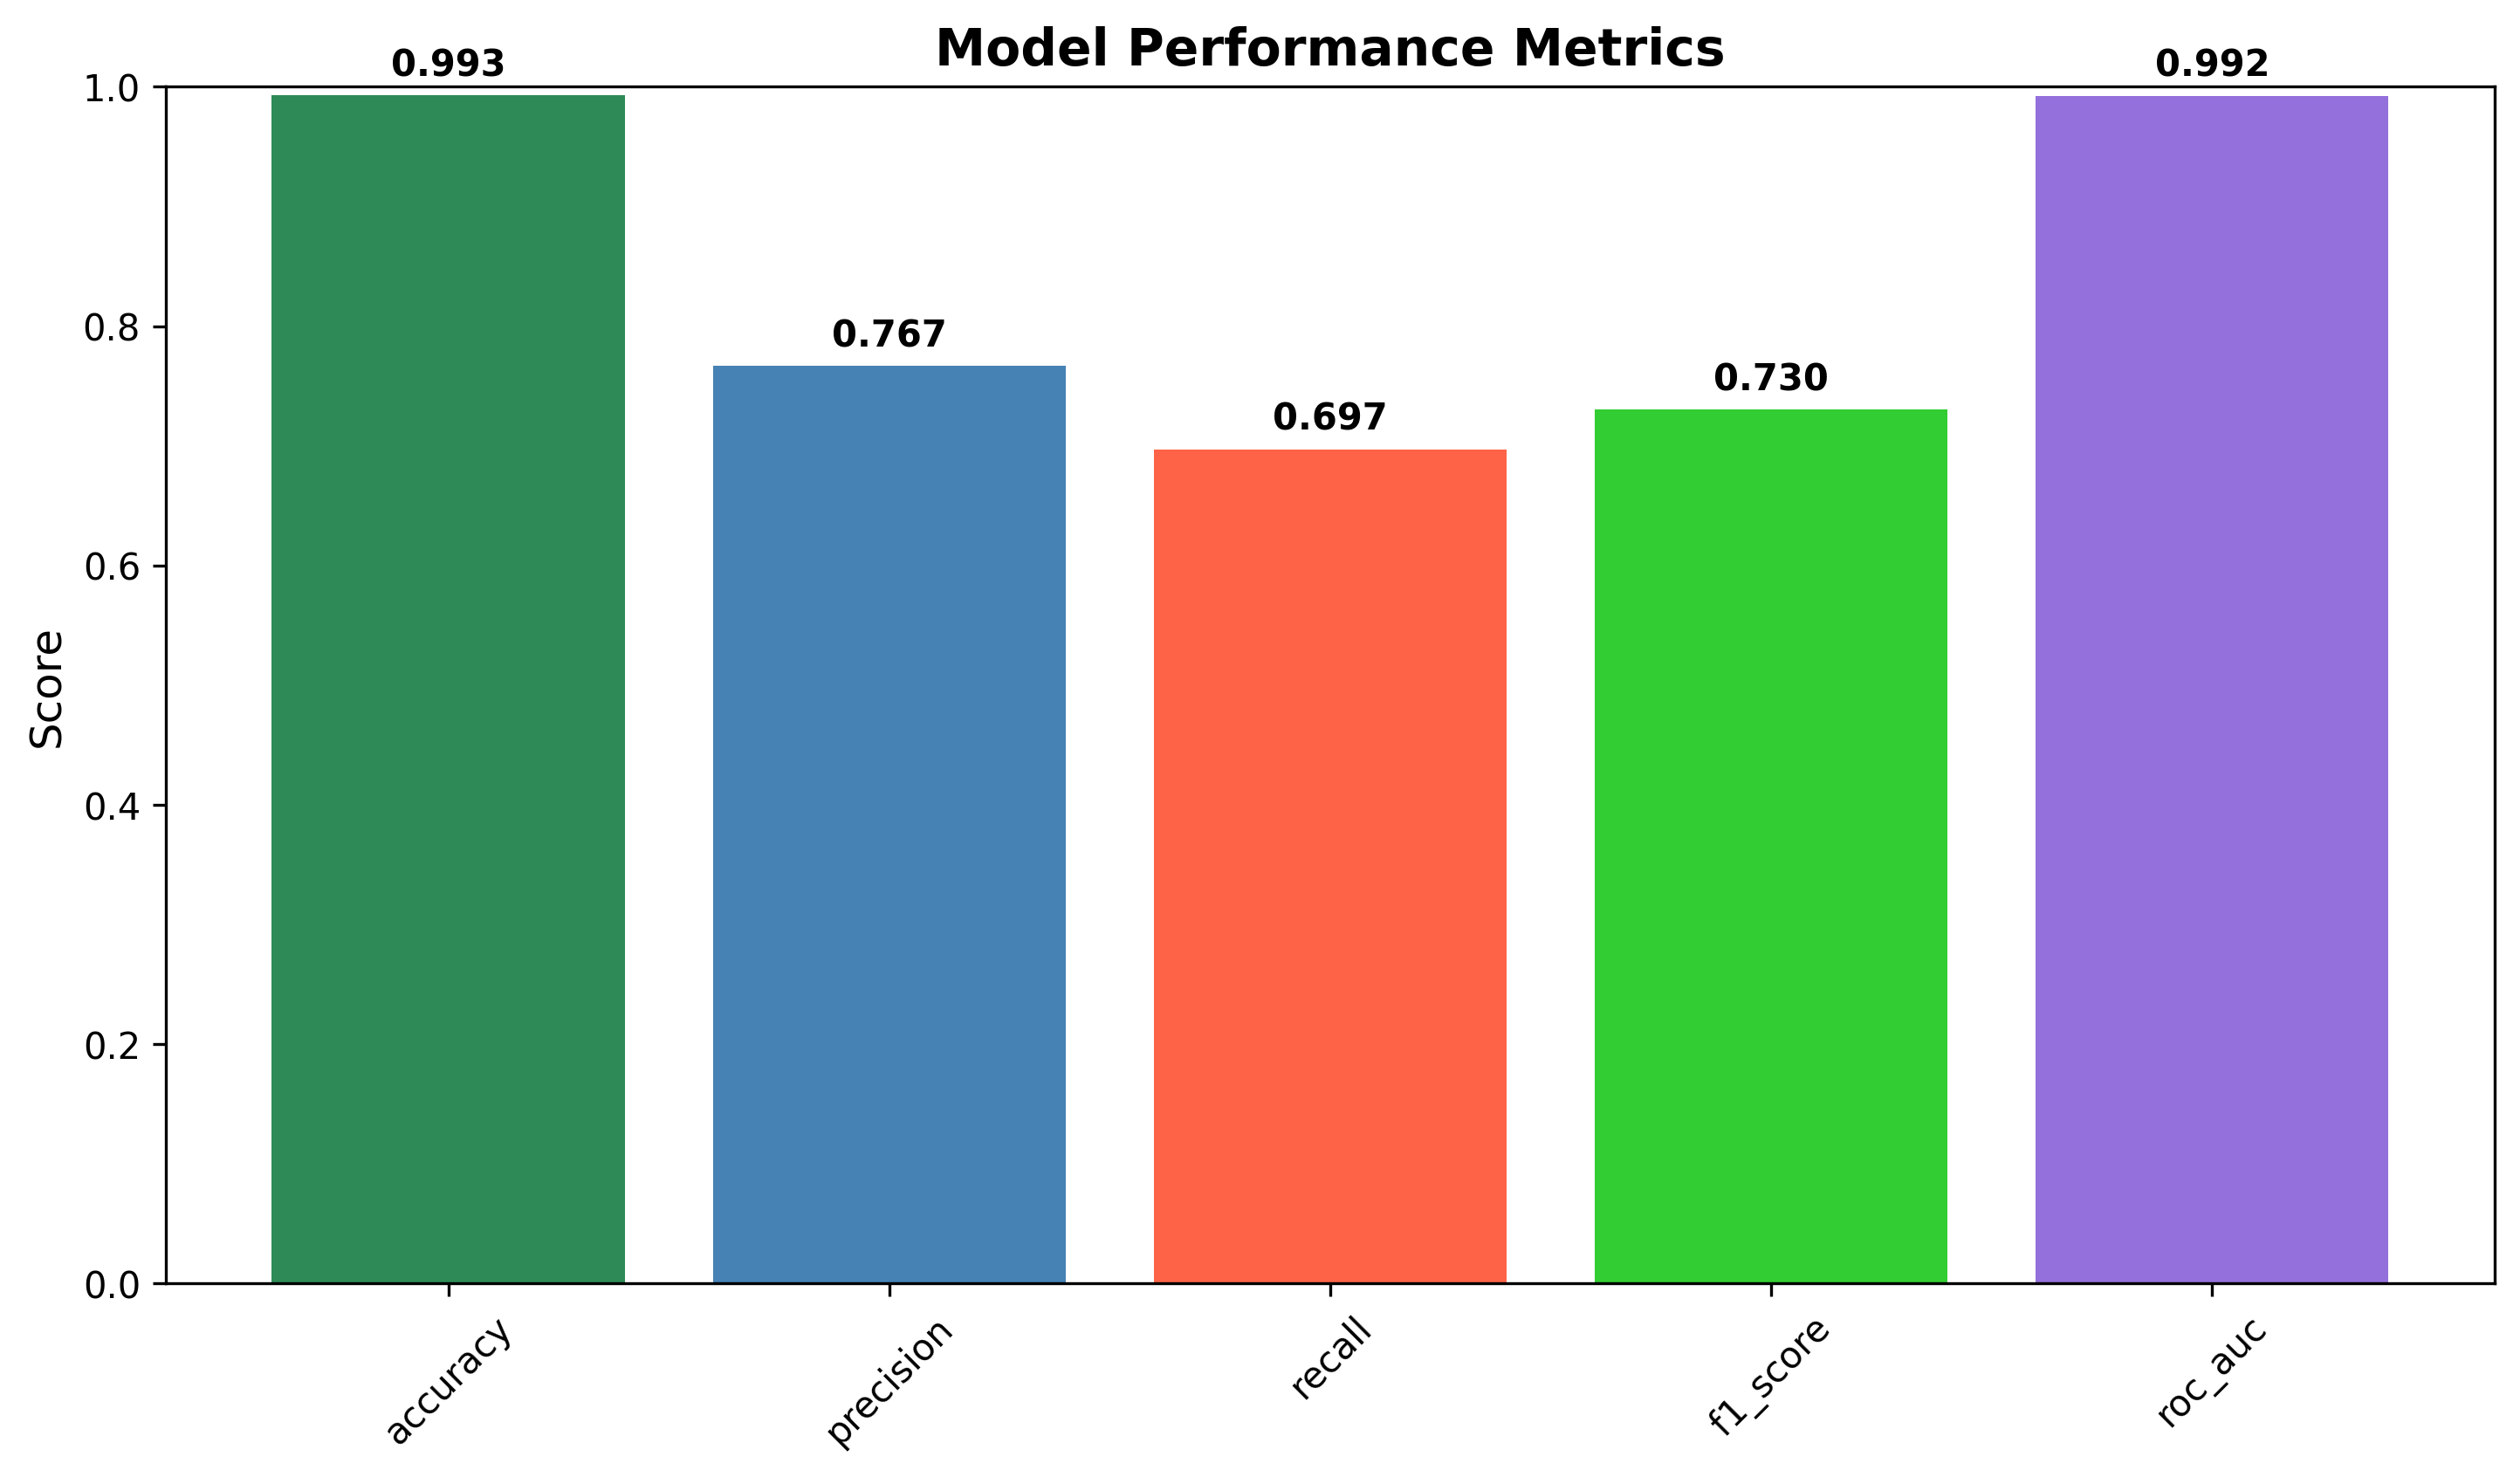 Model Performance Metrics
0.993
0.767
0.697
0.730
0.992
1.0
0.8
0.6
0.4
0.2
0.0
Score
accuracy
precision
recall
f1_score
roc_auc